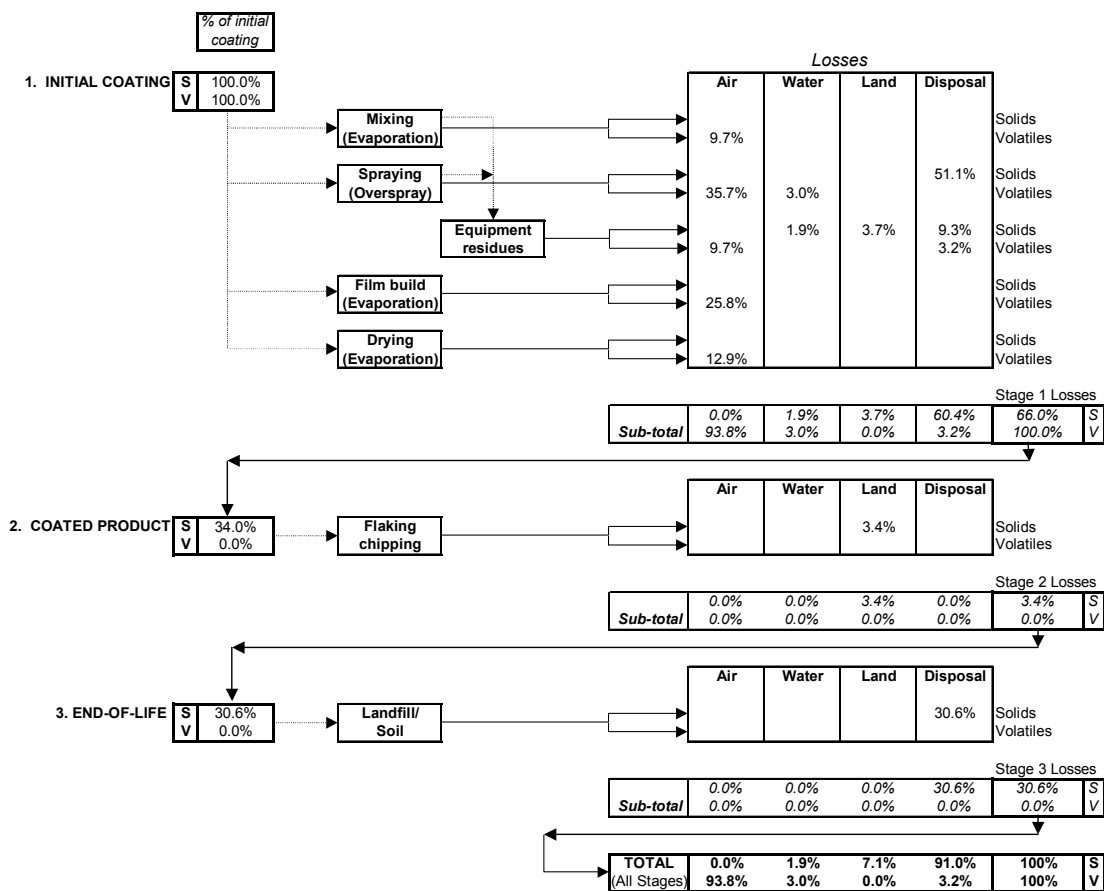 % of initial
coating
Losses
1. INITIAL COATING S 100.0% Air Water Land Disposal
V 100.0%
Mixing Solids
(Evaporation) 9.7% Volatiles
Spraying 51.1% Solids
(Overspray) 35.7% 3.0% Volatiles
Equipment 1.9% 3.7% 9.3% Solids
residues 9.7% 3.2% Volatiles
Film build Solids
(Evaporation) 25.8% Volatiles
Drying Solids
(Evaporation) 12.9% Volatiles
Stage 1 Losses
0.0% 1.9% 3.7% 60.4% 66.0% S
Sub-total 93.8% 3.0% 0.0% 3.2% 100.0% V
Air Water Land Disposal
2. COATED PRODUCT S 34.0% Flaking 3.4% Solids
V 0.0% chipping Volatiles
Stage 2 Losses
0.0% 0.0% 3.4% 0.0% 3.4% S
Sub-total 0.0% 0.0% 0.0% 0.0% 0.0% V
Air Water Land Disposal
3. END-OF-LIFE S 30.6% Landfill/ 30.6% Solids
V 0.0% Soil Volatiles
Stage 3 Losses
0.0% 0.0% 0.0% 30.6% 30.6% S
Sub-total 0.0% 0.0% 0.0% 0.0% 0.0% V
TOTAL 0.0% 1.9% 7.1% 91.0% 100% S
(All Stages) 93.8% 3.0% 0.0% 3.2% 100% V